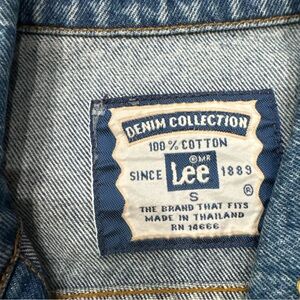 DENIM COLLECTION
100% COTTON
® MR
SINCE Lee 1889
S ®
THE BRAND THAT FITS
MADE IN THAILAND
RN 14666